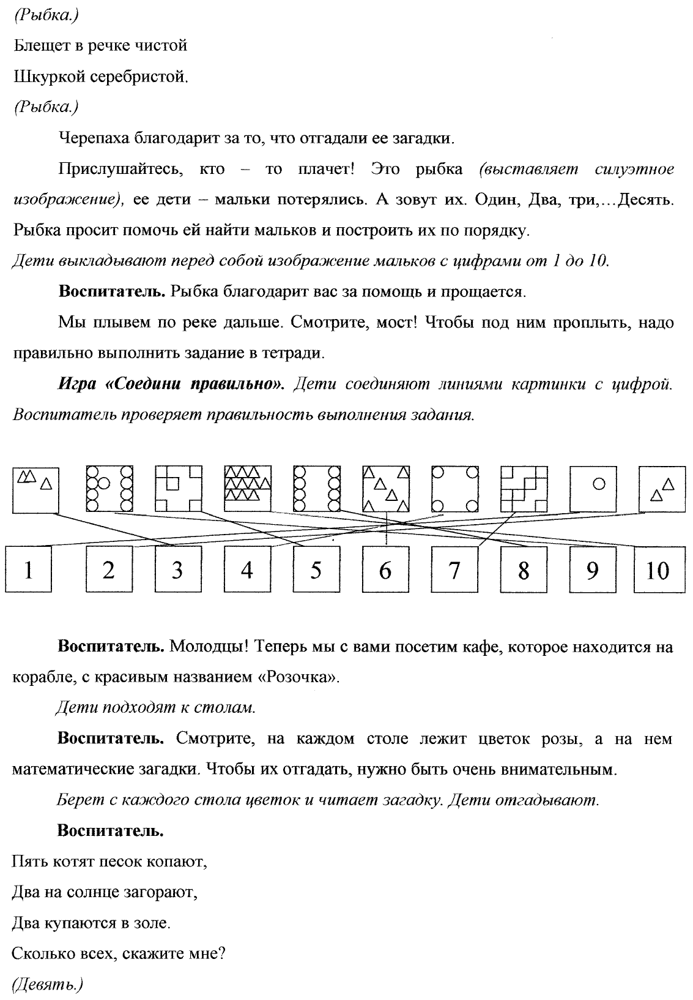 (Рыбка.)
Блещет в речке чистой
Шкуркой серебристой.
(Рыбка.)
Черепаха благодарит за то, что отгадали ее загадки.
Прислушайтесь, кто – то плачет! Это рыбка (выставляет силуэтное
изображение), ее дети – мальки потерялись. А зовут их. Один, Два, три,…Десять.
Рыбка просит помочь ей найти мальков и построить их по порядку.
Дети выкладывают перед собой изображение мальков с цифрами от 1 до 10.
Воспитатель. Рыбка благодарит вас за помощь и прощается.
Мы плывем по реке дальше. Смотрите, мост! Чтобы под ним проплыть, надо
правильно выполнить задание в тетради.
Игра «Соедини правильно». Дети соединяют линиями картинки с цифрой.
Воспитатель проверяет правильность выполнения задания.
1 2 3 4 5 6 7 8 9 10
Воспитатель. Молодцы! Теперь мы с вами посетим кафе, которое находится на
корабле, с красивым названием «Розочка».
Дети подходят к столам.
Воспитатель. Смотрите, на каждом столе лежит цветок розы, а на нем
математические загадки. Чтобы их отгадать, нужно быть очень внимательным.
Берет с каждого стола цветок и читает загадку. Дети отгадывают.
Воспитатель.
Пять котят песок копают,
Два на солнце загорают,
Два купаются в золе.
Сколько всех, скажите мне?
(Девять.)